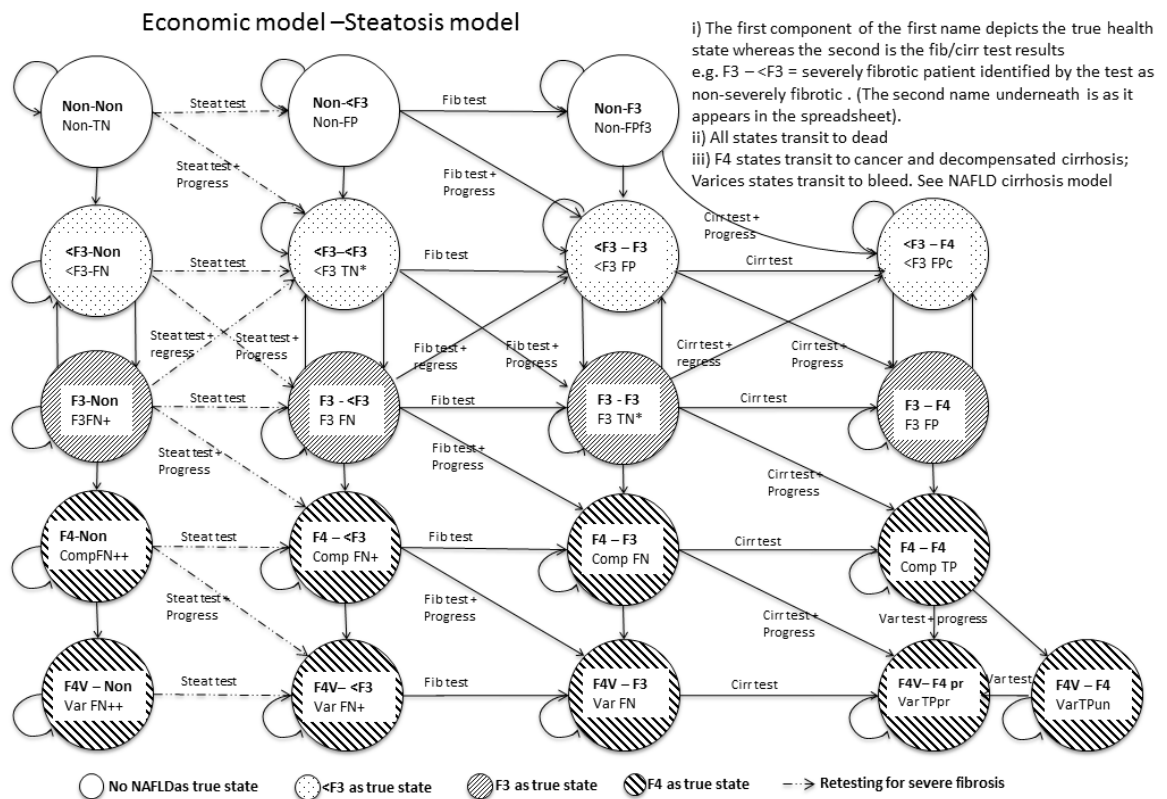 Economic model –Steatosis model
i) The first component of the first name depicts the true health
state whereas the second is the fib/cirr test results
e.g. F3 – <F3 = severely fibrotic patient identified by the test as
non-severely fibrotic . (The second name underneath is as it
appears in the spreadsheet).
ii) All states transit to dead
iii) F4 states transit to cancer and decompensated cirrhosis;
Varices states transit to bleed. See NAFLD cirrhosis model
Non-Non
Non-TN
Steat test
Non-<F3
Non-FP
Fib test
Non-F3
Non-FPf3
Steat test +
Progress
Fib test +
Progress
Cirr test +
Progress
<F3-Non
<F3-FN
Steat test
<F3–<F3
<F3 TN*
Fib test
<F3 – F3
<F3 FP
Cirr test
<F3 – F4
<F3 FPc
Steat test +
regress
Steat test +
Progress
Fib test +
regress
Fib test +
Progress
Cirr test +
regress
Cirr test +
Progress
F3-Non
F3FN+
Steat test
F3 - <F3
F3 FN
Fib test
F3 - F3
F3 TN*
Cirr test
F3 – F4
F3 FP
Steat test +
Progress
Fib test +
Progress
Cirr test +
Progress
F4-Non
CompFN++
Steat test
F4 – <F3
Comp FN+
Fib test
F4 – F3
Comp FN
Cirr test
F4 – F4
Comp TP
Steat test +
Progress
Fib test +
Progress
Cirr test +
Progress
Var test + progress
F4V – Non
Var FN++
Steat test
F4V– <F3
Var FN+
Fib test
F4V – F3
Var FN
Cirr test
F4V– F4 pr
Var TPpr
Var test
F4V – F4
VarTPun
No NAFLDas true state
<F3 as true state
F3 as true state
F4 as true state
Retesting for severe fibrosis